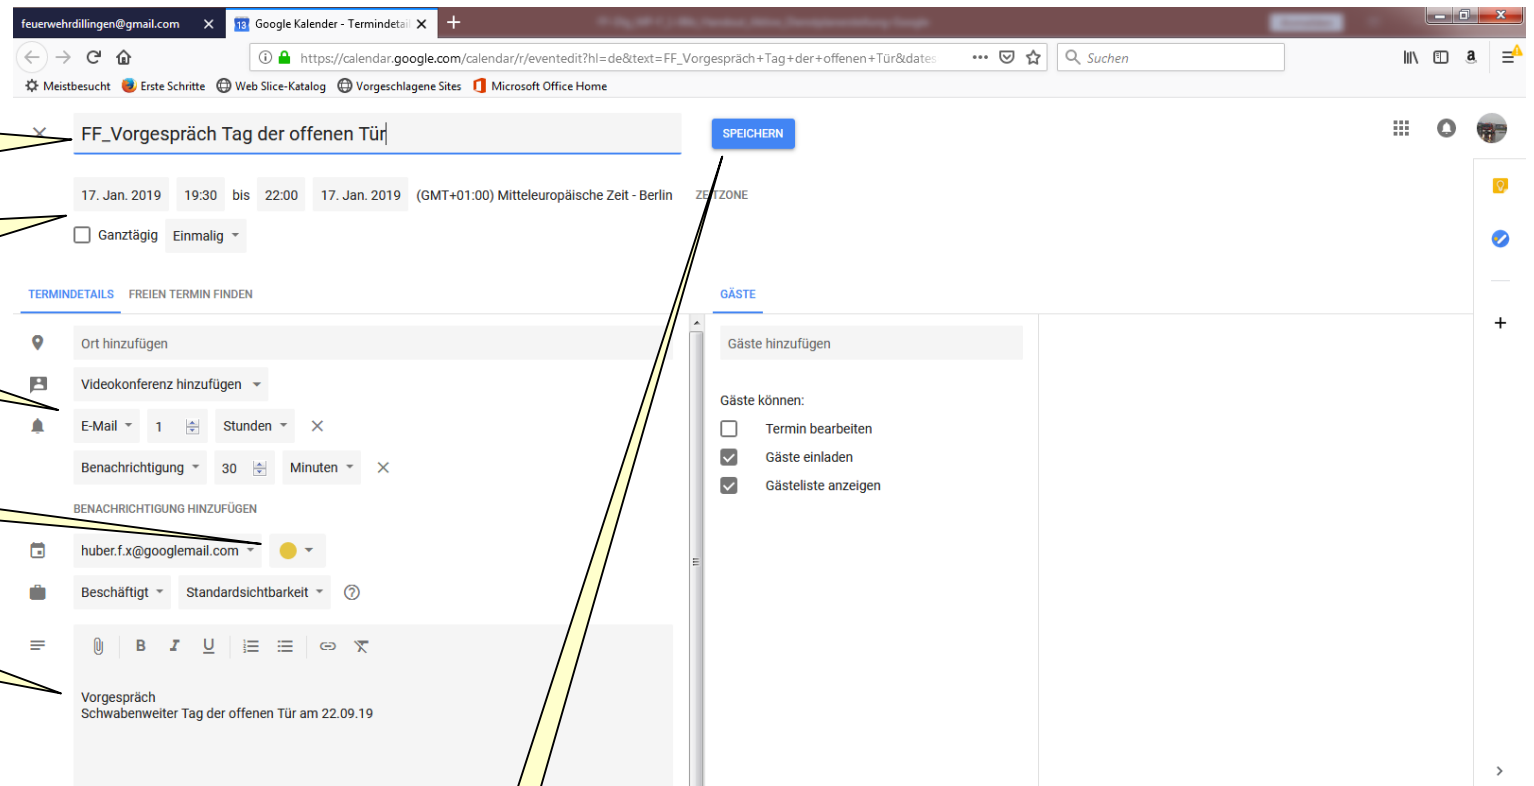 feuerwehrdillingen@gmail.com
13 Google Kalender - Termindetail
https://calendar.google.com/calendar/r/eventedit?hl=de&text=FF_Vorgespräch+Tag+der+offenen+Tür&dates
Suchen
Meistbesucht Erste Schritte Web Slice-Katalog Vorgeschlagene Sites Microsoft Office Home
FF_Vorgespräch Tag der offenen Tür
SPEICHERN
17. Jan. 2019 19:30 bis 22:00 17. Jan. 2019 (GMT+01:00) Mitteleuropäische Zeit - Berlin ZEITZONE
Ganztägig Einmalig
TERMINDETAILS FREIEN TERMIN FINDEN
GÄSTE
Ort hinzufügen
Gäste hinzufügen
Videokonferenz hinzufügen
Gäste können:
E-Mail 1 Stunden
Termin bearbeiten
Gäste einladen
Benachrichtigung 30 Minuten
Gästeliste anzeigen
BENACHRICHTIGUNG HINZUFÜGEN
huber.f.x@googlemail.com
Beschäftigt Standardsichtbarkeit
B I U
Vorgespräch
Schwabenweiter Tag der offenen Tür am 22.09.19